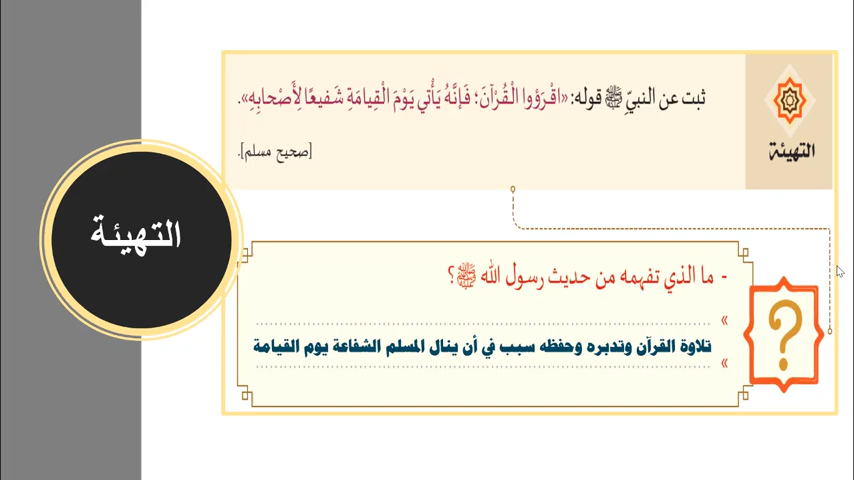 ثبت عن النبيّ ﷺ قوله: «اقْرَؤُوا الْقُرْآنَ؛ فَإِنَّهُ يَأْتي يَوْمَ الْقِيامَةِ شَفيعًا لِأَصْحابِهِ».
[صحيح مسلم].
التهيئة
التهيئة
- ما الذي تفهمه من حديث رسول الله ﷺ؟
»
تلاوة القرآن وتدبره وحفظه سبب في أن ينال المسلم الشفاعة يوم القيامة
»
؟